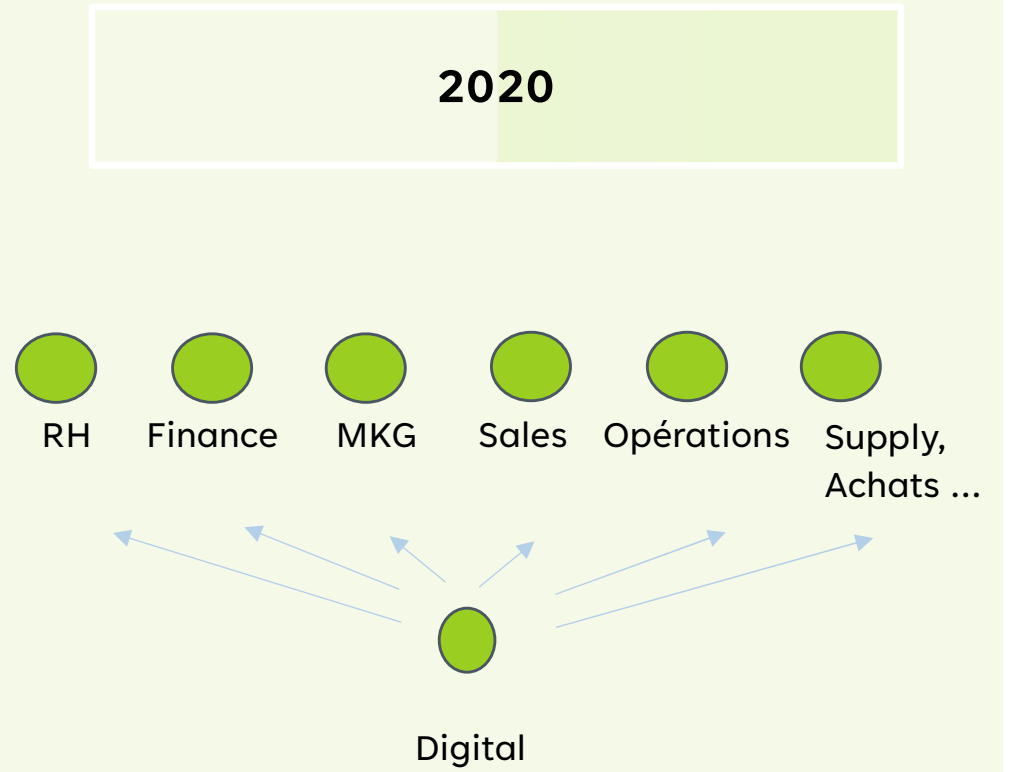 2020
RH
Finance
MKG
Sales
Opérations
Supply,
Achats ...
Digital